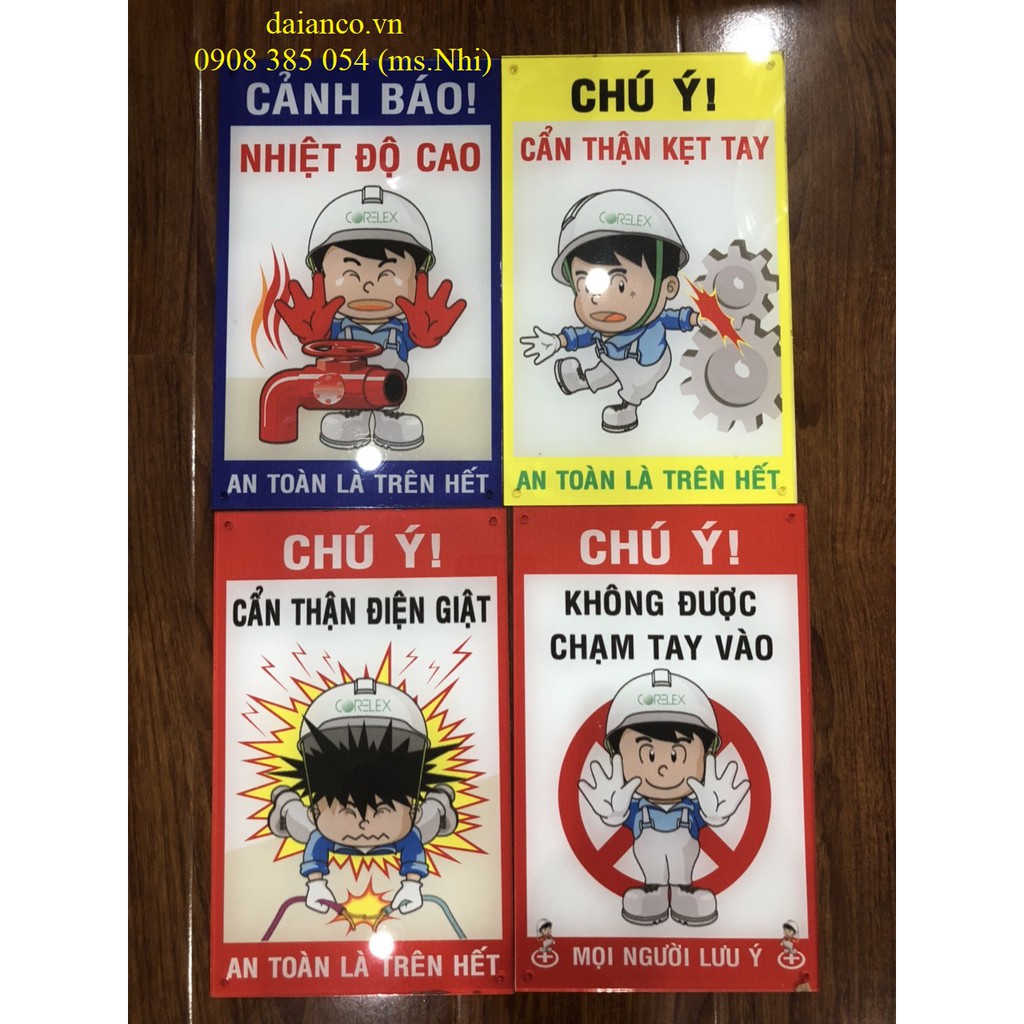 daianco.vn
0908 385 054 (ms.Nhi)
CẢNH BÁO!
NHIỆT ĐỘ CAO
CORELEX
AN TOÀN LÀ TRÊN HẾT
CHÚ Ý!
CẨN THẬN KẸT TAY
CORELEX
AN TOÀN LÀ TRÊN HẾT
CHÚ Ý!
CẨN THẬN ĐIỆN GIẬT
CORELEX
AN TOÀN LÀ TRÊN HẾT
CHÚ Ý!
KHÔNG ĐƯỢC
CHẠM TAY VÀO
CORELEX
MỌI NGƯỜI LƯU Ý